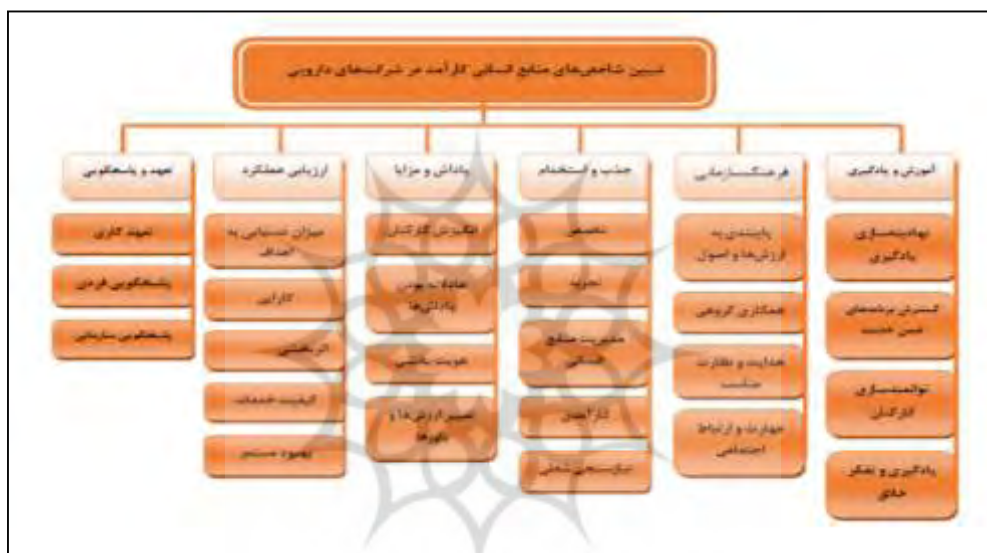 تبیین شاخص‌های منابع انسانی کارآمد در شرکت‌های دارویی
آموزش و یادگیری
نهادینه‌سازی
یادگیری
گسترش برنامه‌های
ضمن خدمت
توانمندسازی
کارکنان
یادگیری و تفکر
خلاق
فرهنگ‌سازمانی
پایبندی به
ارزش‌ها و اصول
همکاری گروهی
هدایت و نظارت
مناسب
مهارت و ارتباط
اجتماعی
جذب و استخدام
تخصص
تجربه
مدیریت منابع
انسانی
کارآمدی
نیازسنجی شغلی
پاداش و مزایا
انگیزش کارکنان
عادلانه بودن
پاداش‌ها
هویت بخشی
تغییر ارزش‌ها و
باورها
ارزیابی عملکرد
میزان دستیابی به
اهداف
کارایی
اثربخشی
کیفیت خدمات
بهبود مستمر
تعهد و پاسخگویی
تعهد کاری
پاسخگویی فردی
پاسخگویی سازمانی